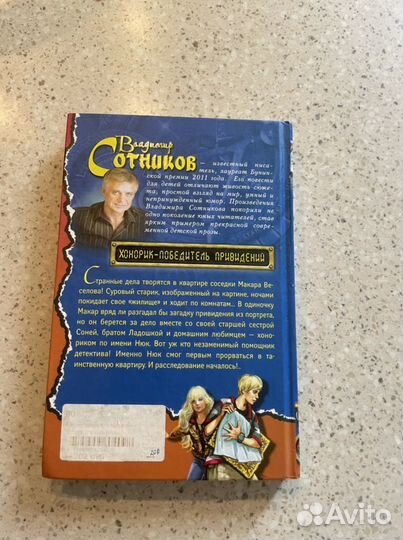 Владимир
Сотников
— известный писа-
тель, лауреат Бунин-
ской премии 2011 года. Его повести
для детей отличают живость сюже-
та, простой взгляд на мир, умный и
непринужденный юмор. Произведения
Владимира Сотникова покорили не
одно поколение юных читателей, став
ярким примером прекрасной совре-
менной детской прозы.
ХОНОРИК–ПОБЕДИТЕЛЬ ПРИВИДЕНИЙ
Странные дела творятся в квартире соседки Макара Ве-
селова! Суровый старик, изображенный на картине, ночами
покидает свое «жилище» и ходит по комнатам... В одиночку
Макар вряд ли разгадал бы загадку привидения из портрета,
но он берется за дело вместе со своей старшей сестрой
Соней, братом Ладошкой и домашним любимцем — хоно-
риком по имени Нюк. Вот уж кто незаменимый помощник
детектива! Именно Нюк смог первым прорваться в та-
инственную квартиру. И расследование началось!..
Avito